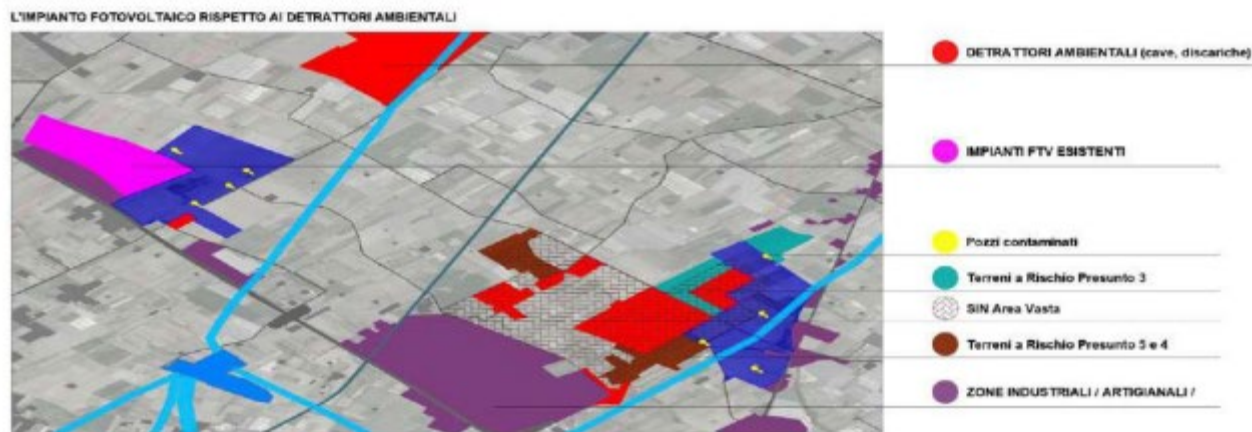 L'IMPIANTO FOTOVOLTAICO RISPETTO AI DETRATTORI AMBIENTALI
DETRATTORI AMBIENTALI (cave, discariche)
IMPIANTI FTV ESISTENTI
Pozzi contaminati
Terreni a Rischio Presunto 3
SIN Area Vasta
Terreni a Rischio Presunto 5 e 4
ZONE INDUSTRIALI / ARTIGIANALI /